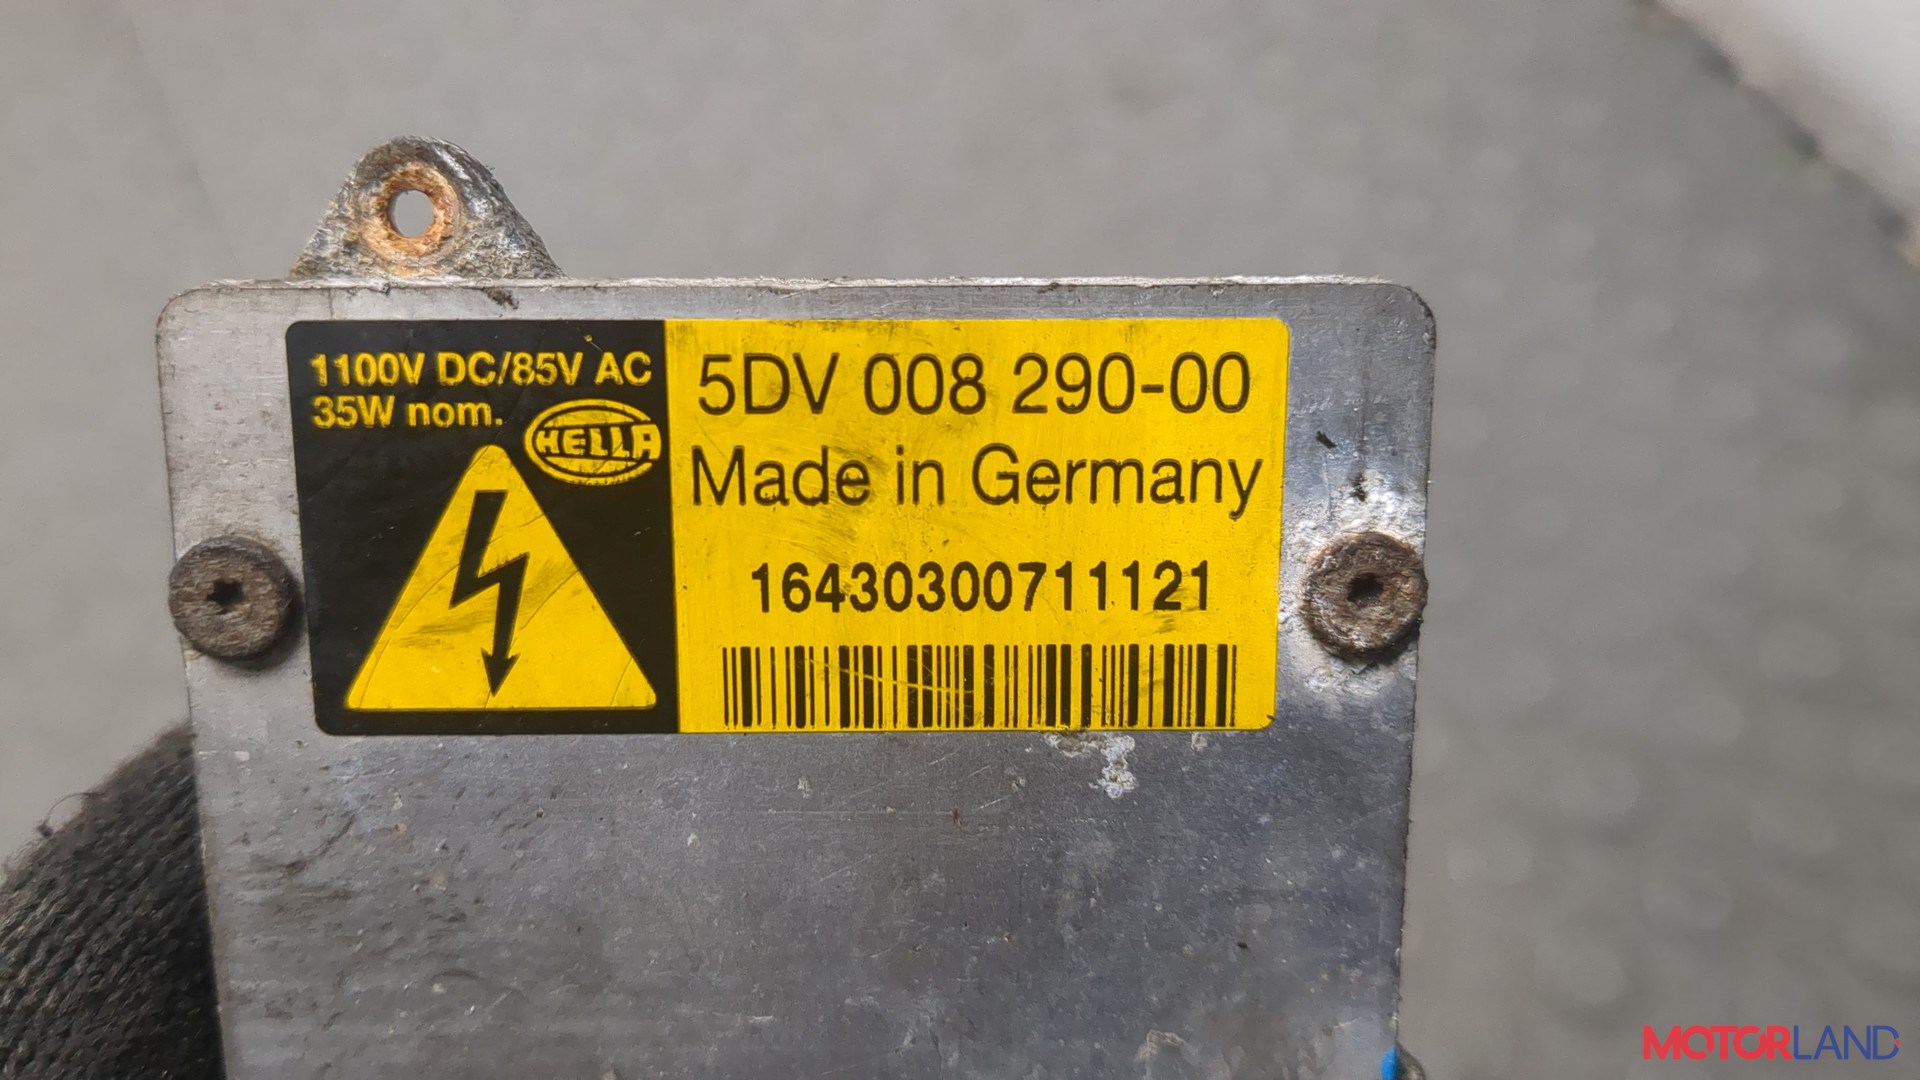 1100V DC/85V AC
35W nom.
HELLA
5DV 008 290-00
Made in Germany
16430300711121
MOTORLAND